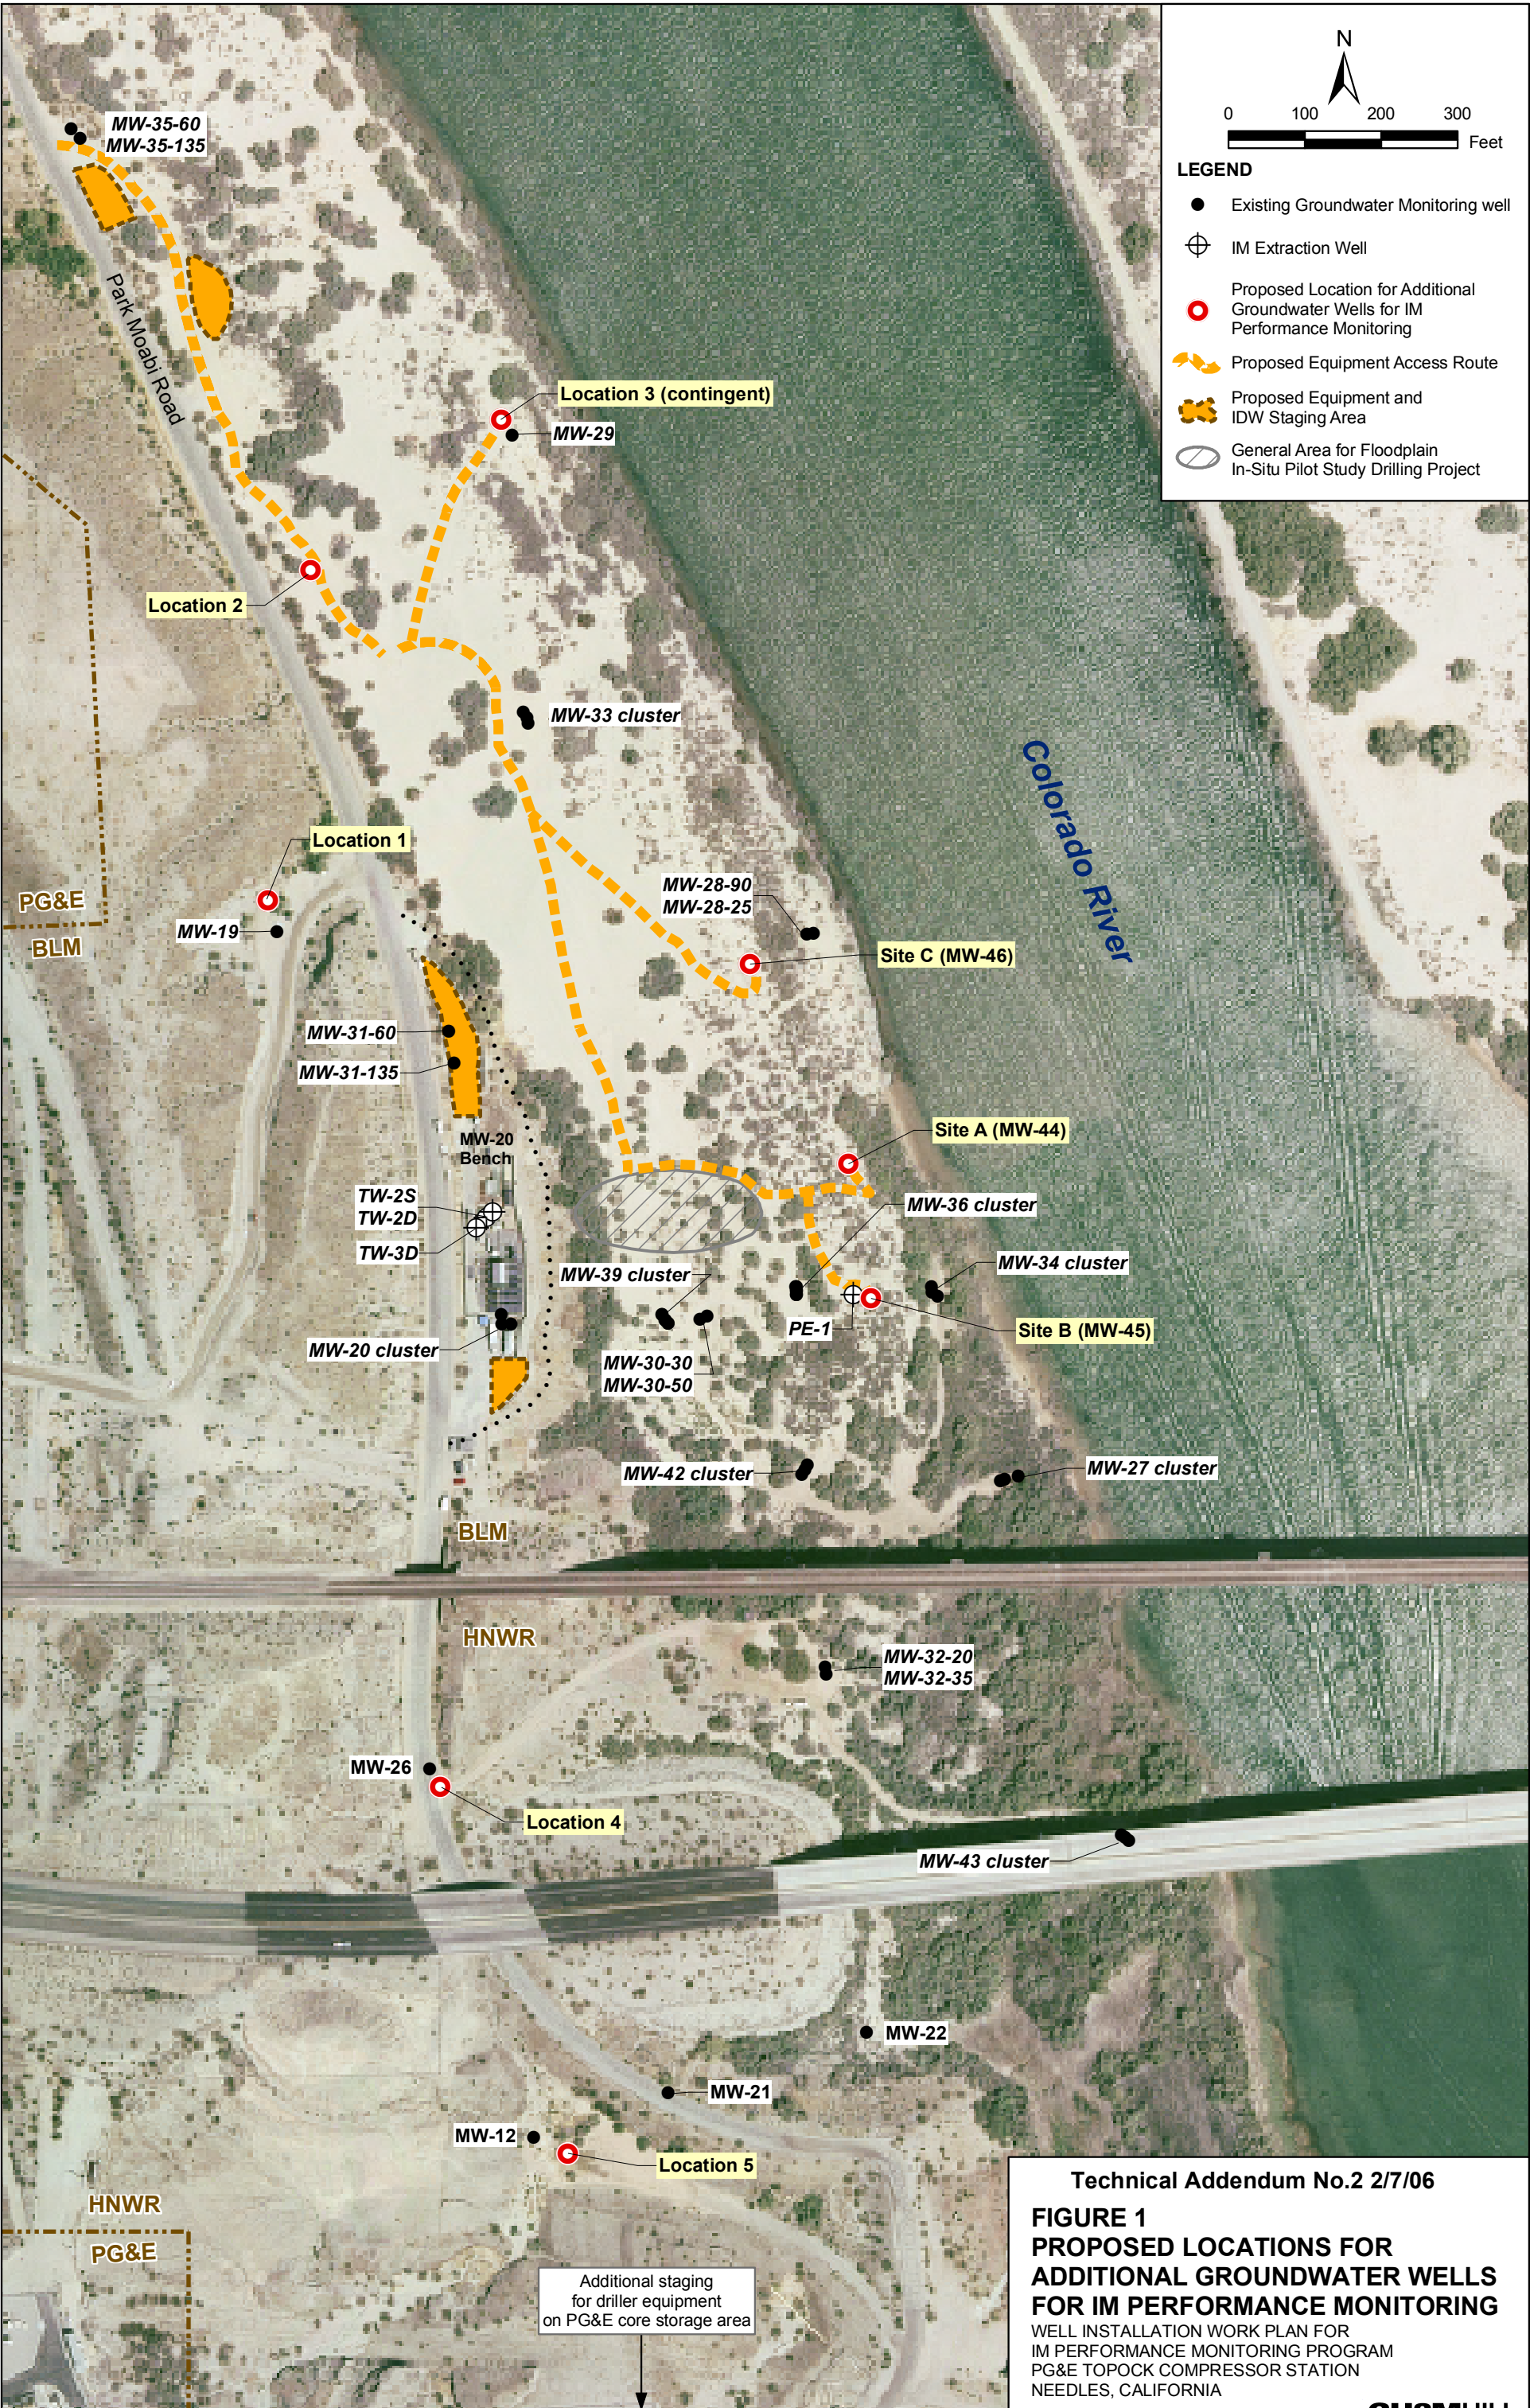 N
0 100 200 300
Feet
LEGEND
Existing Groundwater Monitoring well
IM Extraction Well
Proposed Location for Additional
Groundwater Wells for IM
Performance Monitoring
Proposed Equipment Access Route
Proposed Equipment and
IDW Staging Area
General Area for Floodplain
In-Situ Pilot Study Drilling Project
MW-35-60
MW-35-135
Park Moabi Road
Location 3 (contingent)
MW-29
Location 2
MW-33 cluster
Colorado River
Location 1
PG&E
BLM
MW-19
MW-28-90
MW-28-25
Site C (MW-46)
MW-31-60
MW-31-135
MW-20
Bench
Site A (MW-44)
TW-2S
TW-2D
TW-3D
MW-36 cluster
MW-39 cluster
MW-34 cluster
PE-1
Site B (MW-45)
MW-20 cluster
MW-30-30
MW-30-50
MW-42 cluster
MW-27 cluster
BLM
HNWR
MW-32-20
MW-32-35
MW-26
Location 4
MW-43 cluster
MW-22
MW-21
MW-12
Location 5
HNWR
PG&E
Additional staging
for driller equipment
on PG&E core storage area
Technical Addendum No.2 2/7/06
FIGURE 1
PROPOSED LOCATIONS FOR
ADDITIONAL GROUNDWATER WELLS
FOR IM PERFORMANCE MONITORING
WELL INSTALLATION WORK PLAN FOR
IM PERFORMANCE MONITORING PROGRAM
PG&E TOPOCK COMPRESSOR STATION
NEEDLES, CALIFORNIA